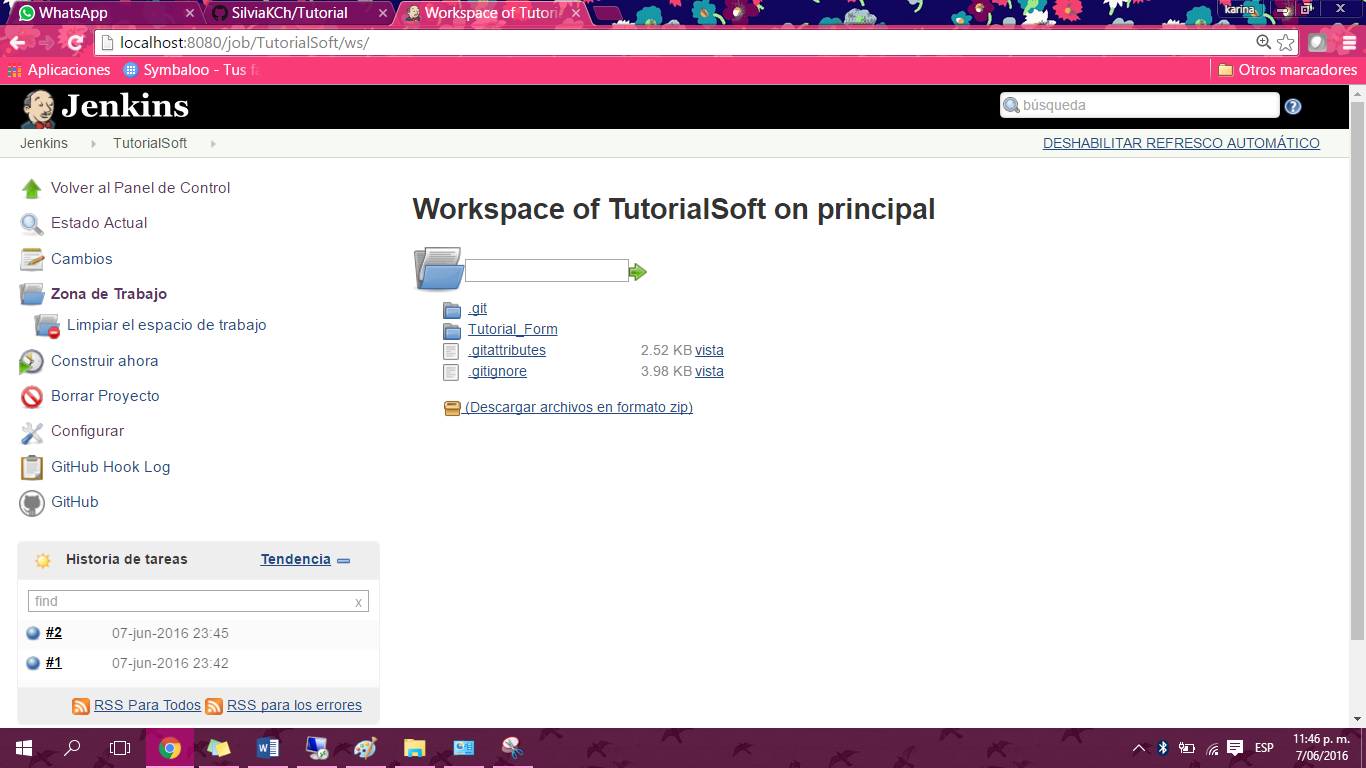 WhatsApp
SilviaKCh/Tutorial
Workspace of Tutori
karina
localhost:8080/job/TutorialSoft/ws/
Aplicaciones
Symbaloo - Tus fa
Otros marcadores
Jenkins
búsqueda
Jenkins
TutorialSoft
DESHABILITAR REFRESCO AUTOMÁTICO
Volver al Panel de Control
Estado Actual
Cambios
Zona de Trabajo
Limpiar el espacio de trabajo
Construir ahora
Borrar Proyecto
Configurar
GitHub Hook Log
GitHub
Workspace of TutorialSoft on principal
.git
Tutorial_Form
.gitattributes 2.52 KB vista
.gitignore 3.98 KB vista
(Descargar archivos en formato zip)
Historia de tareas Tendencia
find x
#2 07-jun-2016 23:45
#1 07-jun-2016 23:42
RSS Para Todos RSS para los errores
ESP
11:46 p. m.
7/06/2016